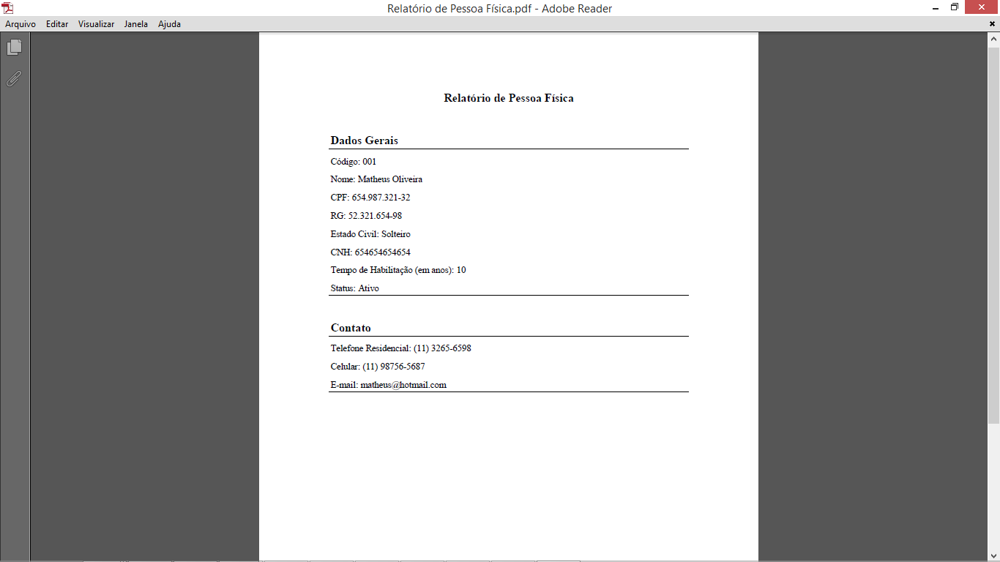 Relatório de Pessoa Física.pdf - Adobe Reader
Arquivo Editar Visualizar Janela Ajuda
Relatório de Pessoa Física
Dados Gerais
Código: 001
Nome: Matheus Oliveira
CPF: 654.987.321-32
RG: 52.321.654-98
Estado Civil: Solteiro
CNH: 654654654654
Tempo de Habilitação (em anos): 10
Status: Ativo
Contato
Telefone Residencial: (11) 3265-6598
Celular: (11) 98756-5687
E-mail: matheus@hotmail.com